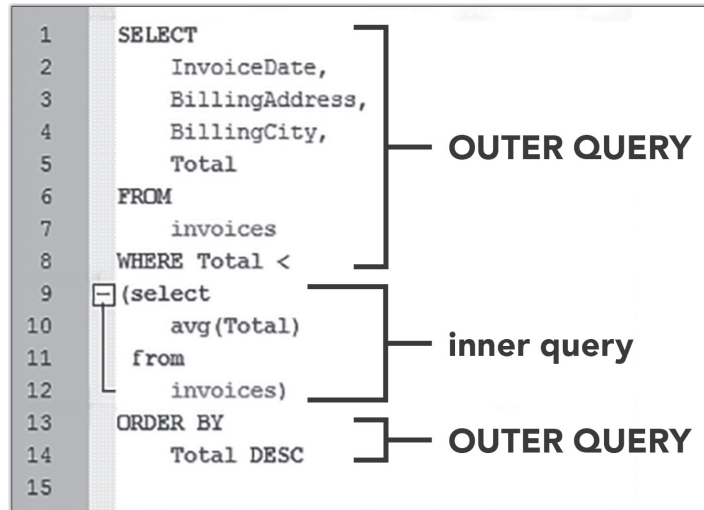 1 SELECT
2 InvoiceDate,
3 BillingAddress,
4 BillingCity,
5 Total
6 FROM
7 invoices
8 WHERE Total <
9 (select
10 avg(Total)
11 from
12 invoices)
13 ORDER BY
14 Total DESC
15
OUTER QUERY
inner query
OUTER QUERY